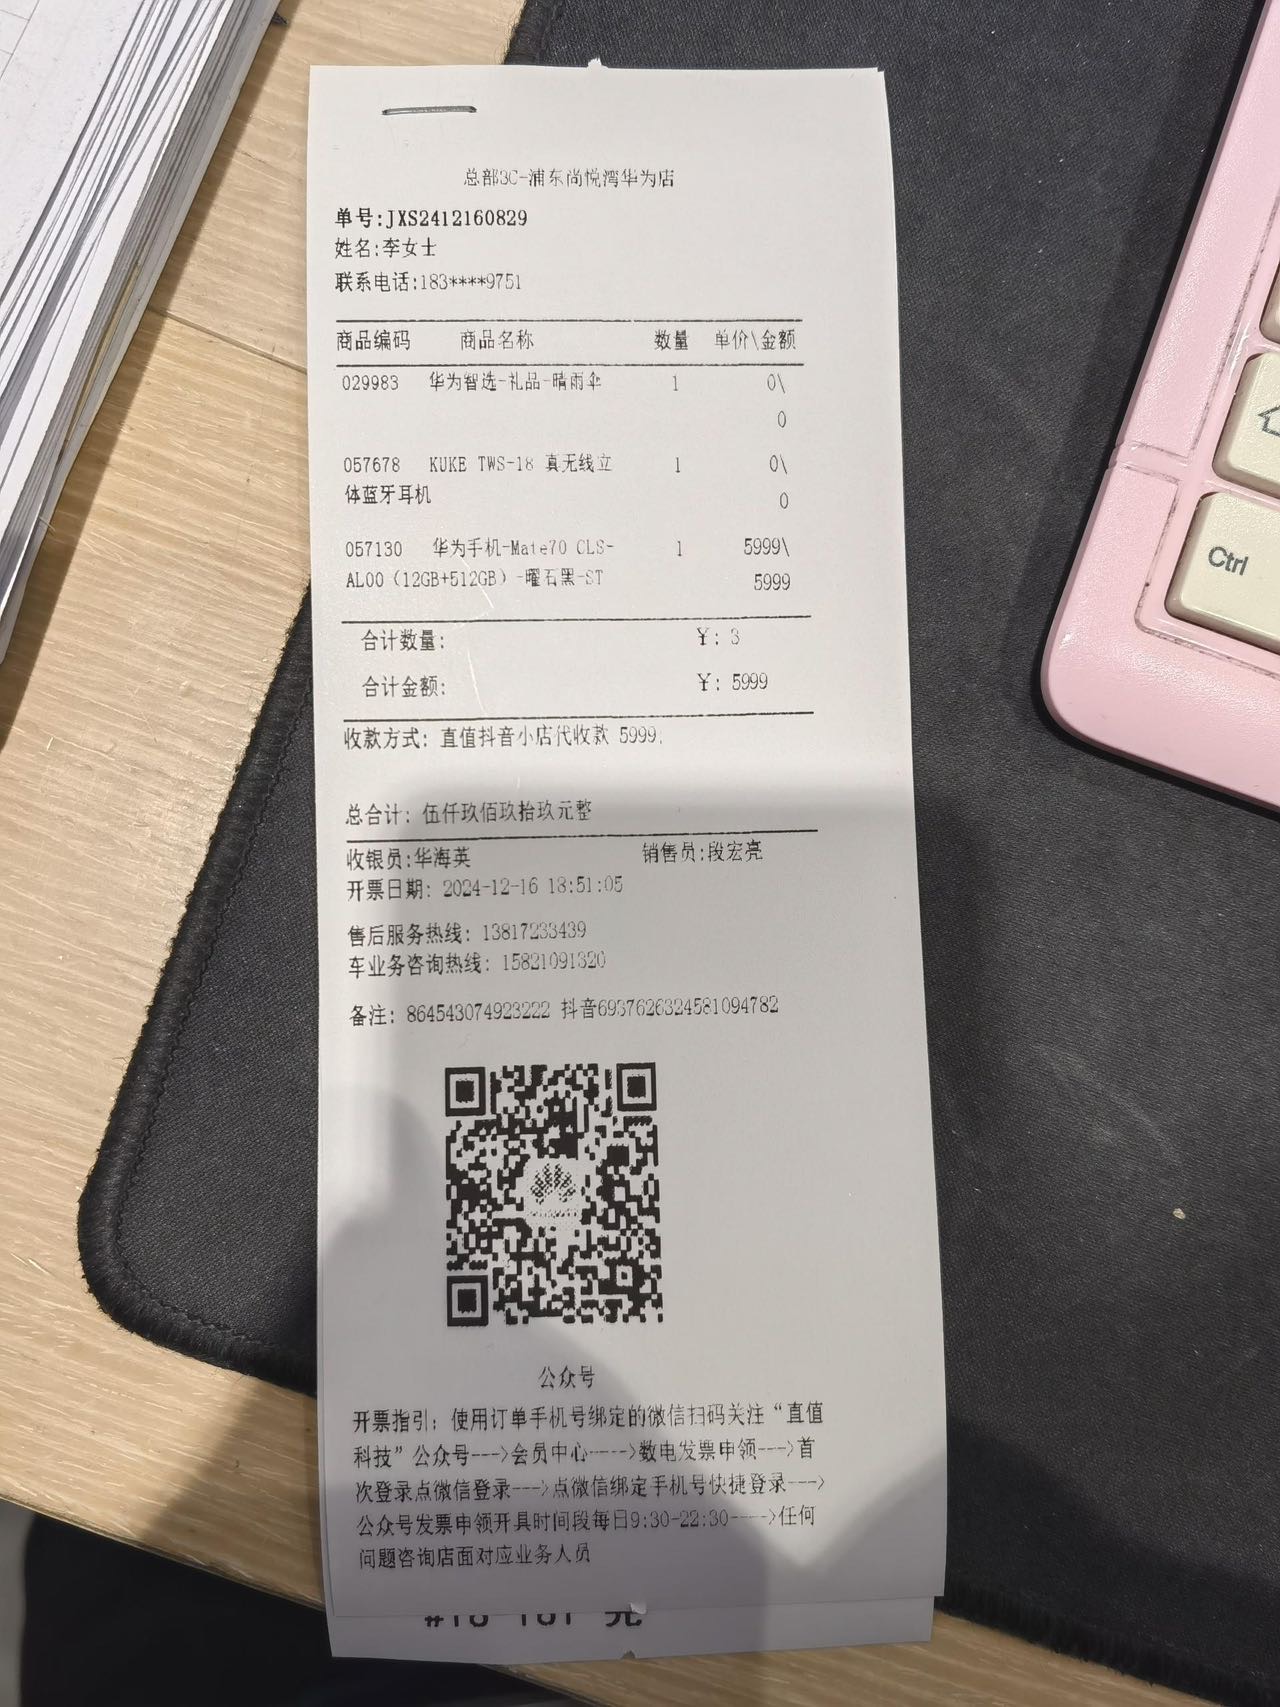 总部3C-浦东尚悦湾华为店
单号:JXS2412160829
姓名:李女士
联系电话:183****9751
商品编码 商品名称 数量 单价\金额
029983 华为智选-礼品-晴雨伞 1 0\
0
057678 KUKE TWS-18 真无线立 1 0\
体蓝牙耳机 0
057130 华为手机-Mate70 CLS- 1 5999\
AL00（12GB+512GB）-曜石黑-ST 5999
合计数量: ¥: 3
合计金额: ¥: 5999
收款方式: 直值抖音小店代收款 5999;
总合计: 伍仟玖佰玖拾玖元整
收银员:华海英 销售员:段宏亮
开票日期: 2024-12-16 18:51:05
售后服务热线: 13817233439
车业务咨询热线: 15821091320
备注: 864543074923222 抖音6937626324581094782
公众号
开票指引: 使用订单手机号绑定的微信扫码关注“直值
科技”公众号--->会员中心---->数电发票申领--->首
次登录点微信登录--->点微信绑定手机号快捷登录--->
公众号发票申领开具时间段每日9:30-22:30---->任何
问题咨询店面对应业务人员
Ctrl